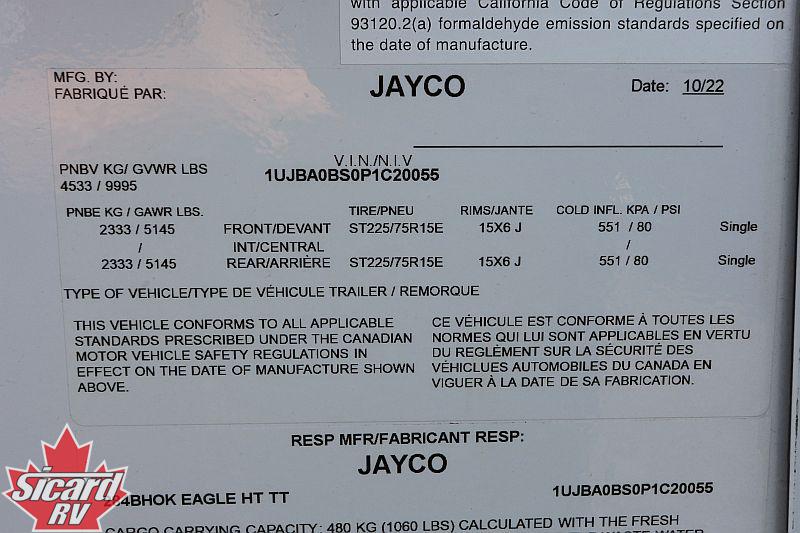 with applicable California Code of Regulations Section
93120.2(a) formaldehyde emission standards specified on
the date of manufacture.
MFG. BY:
FABRIQUÉ PAR:
JAYCO
Date: 10/22
PNBV KG/ GVWR LBS
4533 / 9995
V.I.N./N.I.V
1UJBA0BS0P1C20055
PNBE KG / GAWR LBS. TIRE/PNEU RIMS/JANTE COLD INFL. KPA / PSI
2333 / 5145 FRONT/DEVANT ST225/75R15E 15X6 J 551 / 80 Single
/ INT/CENTRAL /
2333 / 5145 REAR/ARRIÈRE ST225/75R15E 15X6 J 551 / 80 Single
TYPE OF VEHICLE/TYPE DE VÉHICULE TRAILER / REMORQUE
THIS VEHICLE CONFORMS TO ALL APPLICABLE
STANDARDS PRESCRIBED UNDER THE CANADIAN
MOTOR VEHICLE SAFETY REGULATIONS IN
EFFECT ON THE DATE OF MANUFACTURE SHOWN
ABOVE.
CE VÉHICULE EST CONFORME À TOUTES LES
NORMES QUI LUI SONT APPLICABLES EN VERTU
DU REGLÈMENT SUR LA SÉCURITÉ DES
VÉHICLUES AUTOMOBILES DU CANADA EN
VIGUER À LA DATE DE SA FABRICATION.
RESP MFR/FABRICANT RESP:
JAYCO
EAGLE HT TT 1UJBA0BS0P1C20055
CARGO CARRYING CAPACITY: 480 KG (1060 LBS) CALCULATED WITH THE FRESH
Sicard
RV